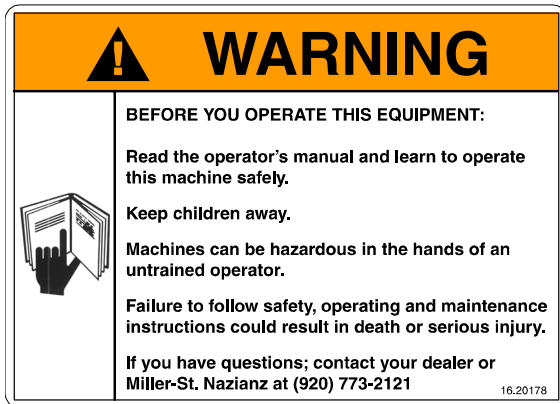 WARNING
BEFORE YOU OPERATE THIS EQUIPMENT:
Read the operator's manual and learn to operate
this machine safely.
Keep children away.
Machines can be hazardous in the hands of an
untrained operator.
Failure to follow safety, operating and maintenance
instructions could result in death or serious injury.
If you have questions; contact your dealer or
Miller-St. Nazianz at (920) 773-2121
16.20178